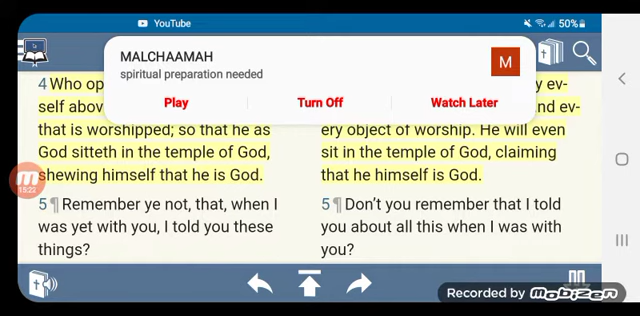 YouTube
50%
MALCHAAMAH
spiritual preparation needed
M
Play Turn Off Watch Later
4 Who op
self abov
that is worshipped; so that he as
God sitteth in the temple of God,
shewing himself that he is God.
5 ¶ Remember ye not, that, when I
was yet with you, I told you these
things?
y ev-
nd ev-
ery object of worship. He will even
sit in the temple of God, claiming
that he himself is God.
5 ¶ Don't you remember that I told
you about all this when I was with
you?
15:22
Recorded by Mobizen